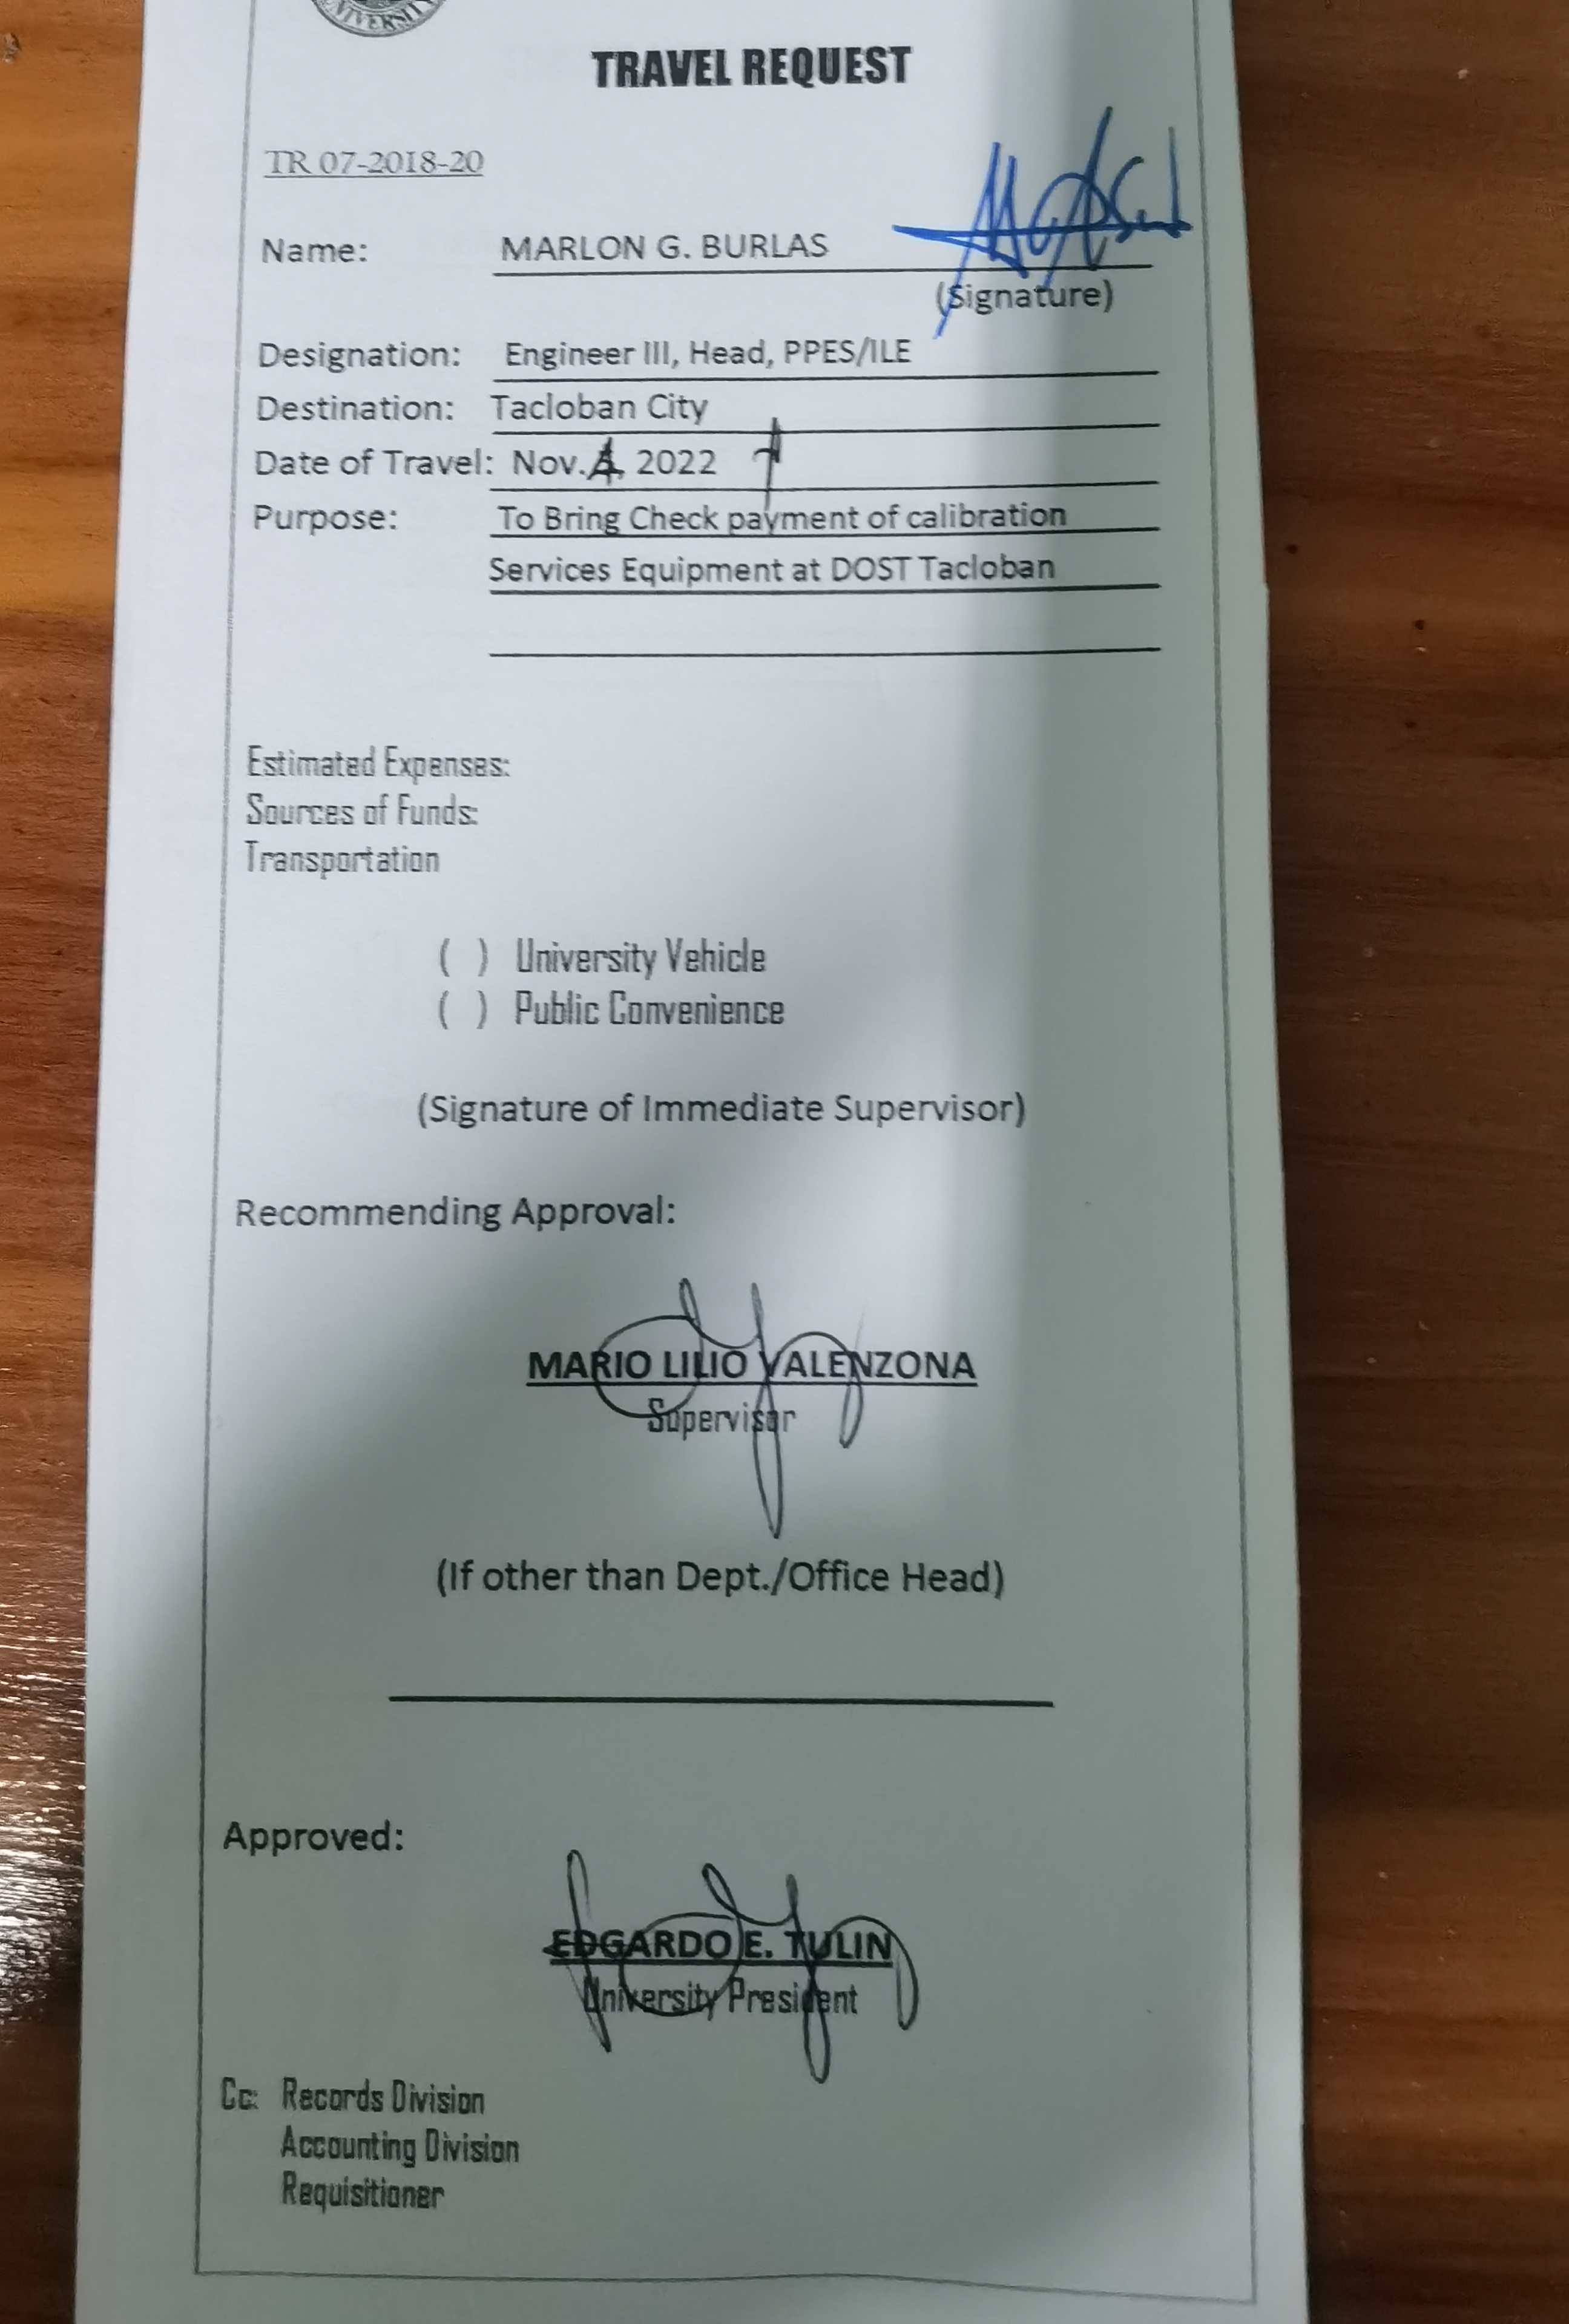 UNIVERSITY
TRAVEL REQUEST
TR 07-2018-20
Name: MARLON G. BURLAS
(Signature)
Designation: Engineer III, Head, PPES/ILE
Destination: Tacloban City
Date of Travel: Nov. 4, 2022
Purpose: To Bring Check payment of calibration
Services Equipment at DOST Tacloban
Estimated Expenses:
Sources of Funds:
Transportation
( ) University Vehicle
( ) Public Convenience
(Signature of Immediate Supervisor)
Recommending Approval:
MARIO LILIO VALENZONA
Supervisor
(If other than Dept./Office Head)
Approved:
EDGARDO E. TULIN
University President
Cc: Records Division
Accounting Division
Requisitioner